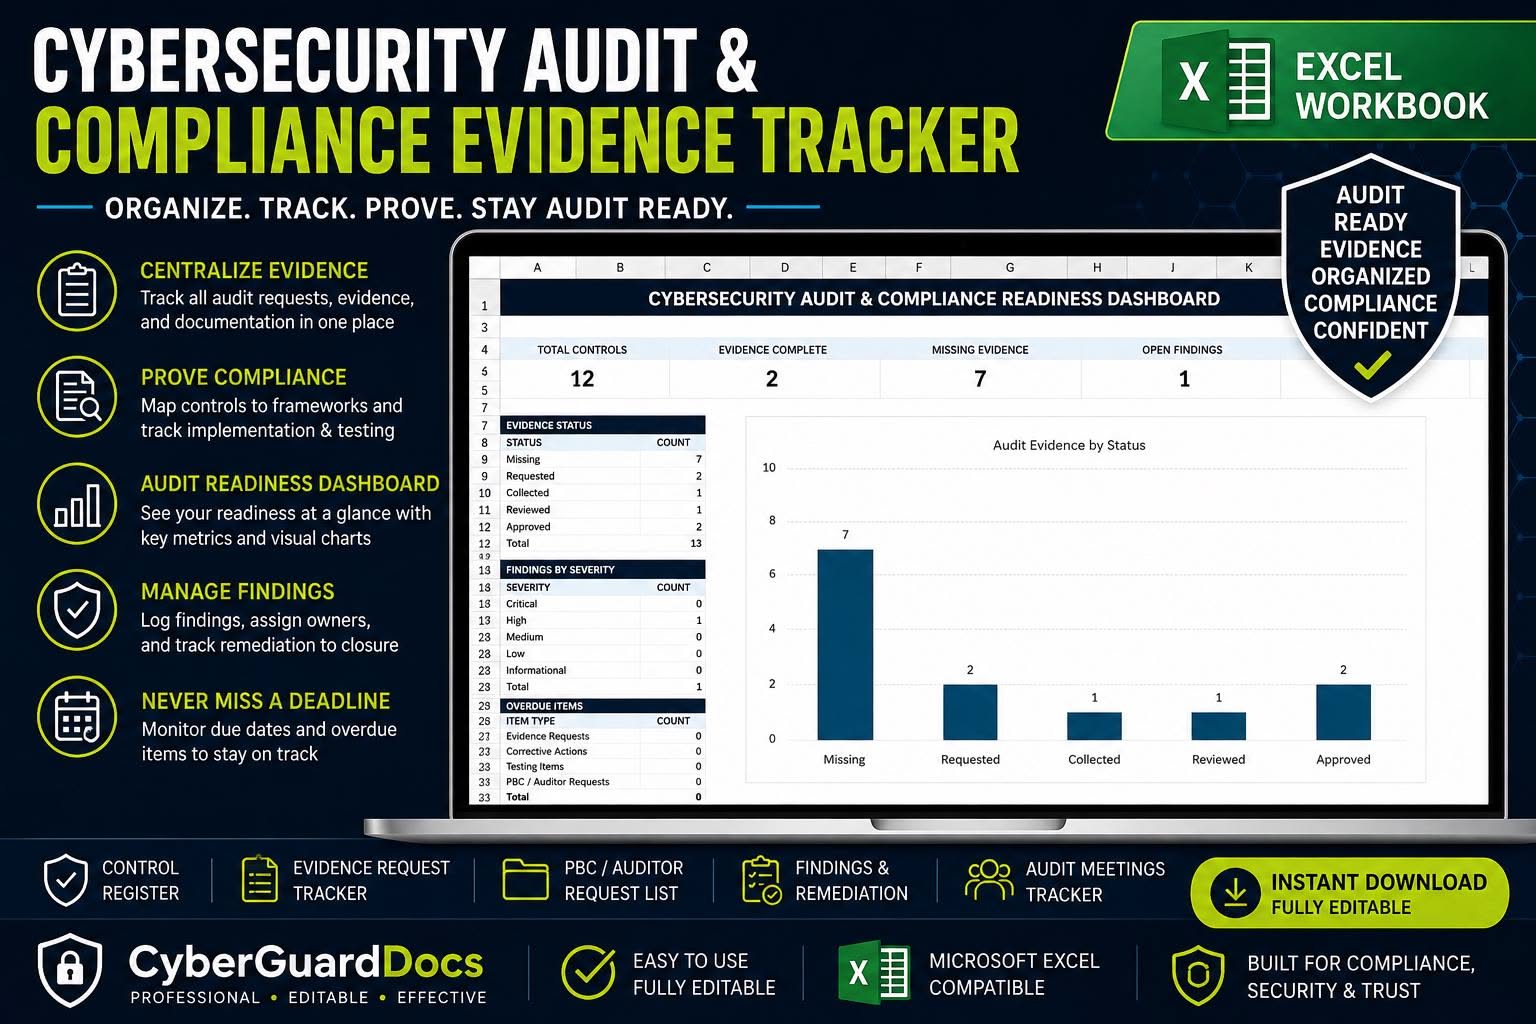 CYBERSECURITY AUDIT &
COMPLIANCE EVIDENCE TRACKER
ORGANIZE. TRACK. PROVE. STAY AUDIT READY.
X
EXCEL
WORKBOOK
AUDIT
READY
EVIDENCE
ORGANIZED
COMPLIANCE
CONFIDENT
CENTRALIZE EVIDENCE
Track all audit requests, evidence,
and documentation in one place
PROVE COMPLIANCE
Map controls to frameworks and
track implementation & testing
AUDIT READINESS DASHBOARD
See your readiness at a glance with
key metrics and visual charts
MANAGE FINDINGS
Log findings, assign owners,
and track remediation to closure
NEVER MISS A DEADLINE
Monitor due dates and overdue
items to stay on track
A B C D E F G H J K L
1 CYBERSECURITY AUDIT & COMPLIANCE READINESS DASHBOARD
3
4 TOTAL CONTROLS EVIDENCE COMPLETE MISSING EVIDENCE OPEN FINDINGS
6
12 2 7 1
5
7
7 EVIDENCE STATUS
8 STATUS COUNT
9 Missing 7
9 Requested 2
10 Collected 1
11 Reviewed 1
12 Approved 2
12 Total 13
13 FINDINGS BY SEVERITY
18 SEVERITY COUNT
18 Critical 0
13 High 1
23 Medium 0
28 Low 0
23 Informational 0
23 Total 1
29 OVERDUE ITEMS
26 ITEM TYPE COUNT
27 Evidence Requests 0
23 Corrective Actions 0
23 Testing Items 0
33 PBC / Auditor Requests 0
33 Total 0
Audit Evidence by Status
10
8
6
4
2
0
7
2
1
1
2
Missing Requested Collected Reviewed Approved
CONTROL
REGISTER
EVIDENCE REQUEST
TRACKER
PBC / AUDITOR
REQUEST LIST
FINDINGS &
REMEDIATION
AUDIT MEETINGS
TRACKER
INSTANT DOWNLOAD
FULLY EDITABLE
CyberGuardDocs
PROFESSIONAL • EDITABLE • EFFECTIVE
EASY TO USE
FULLY EDITABLE
X
MICROSOFT EXCEL
COMPATIBLE
BUILT FOR COMPLIANCE,
SECURITY & TRUST